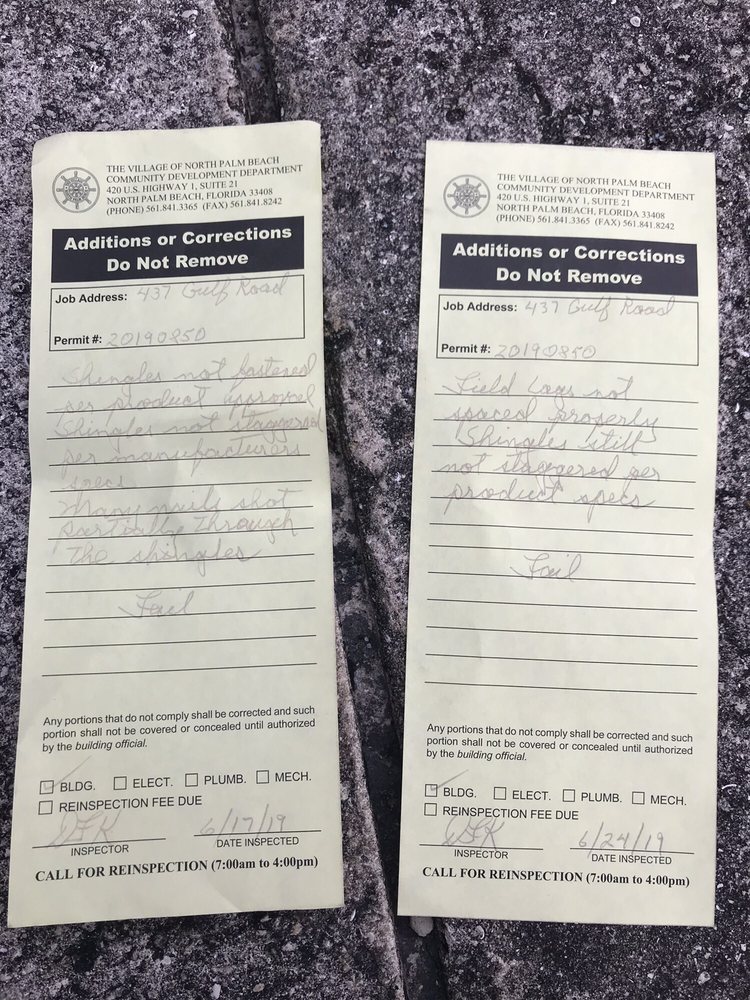 THE VILLAGE OF NORTH PALM BEACH
COMMUNITY DEVELOPMENT DEPARTMENT
420 U.S. HIGHWAY 1, SUITE 21
NORTH PALM BEACH, FLORIDA 33408
(PHONE) 561.841.3365 (FAX) 561.841.8242
Additions or Corrections
Do Not Remove
Job Address: 437 Gulf Road
Permit #: 20190850
Shingles not fastened
per product approval
Shingles not staggered
per manufacturers
specs
Many nails shot
partially through
the shingles
Fail
Any portions that do not comply shall be corrected and such
portion shall not be covered or concealed until authorized
by the building official.
BLDG. ELECT. PLUMB. MECH.
REINSPECTION FEE DUE
6/17/19
INSPECTOR DATE INSPECTED
CALL FOR REINSPECTION (7:00am to 4:00pm)
THE VILLAGE OF NORTH PALM BEACH
COMMUNITY DEVELOPMENT DEPARTMENT
420 U.S. HIGHWAY 1, SUITE 21
NORTH PALM BEACH, FLORIDA 33408
(PHONE) 561.841.3365 (FAX) 561.841.8242
Additions or Corrections
Do Not Remove
Job Address: 437 Gulf Road
Permit #: 20190850
Field not
spaced properly
Shingles still
not staggered per
product specs
Fail
Any portions that do not comply shall be corrected and such
portion shall not be covered or concealed until authorized
by the building official.
BLDG. ELECT. PLUMB. MECH.
REINSPECTION FEE DUE
6/24/19
INSPECTOR DATE INSPECTED
CALL FOR REINSPECTION (7:00am to 4:00pm)